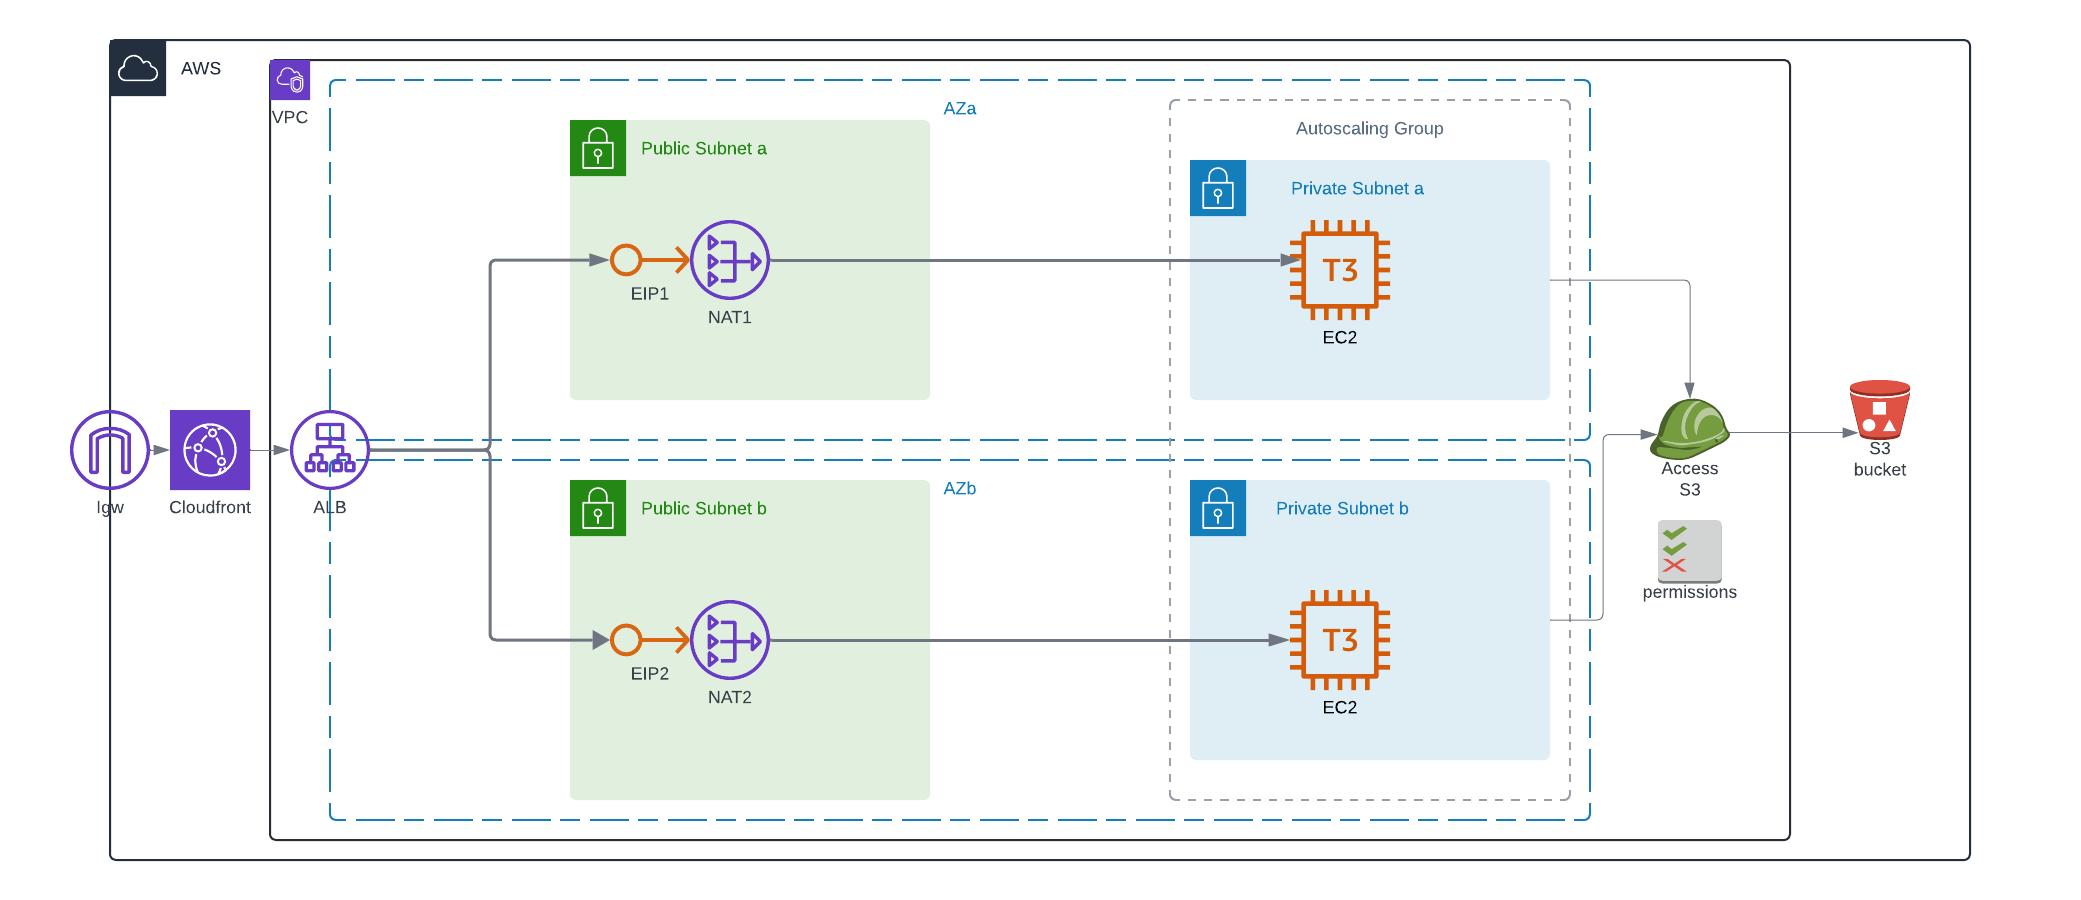 AWS
VPC
AZa
Autoscaling Group
Public Subnet a
Private Subnet a
T3
EIP1
NAT1
EC2
Igw
Cloudfront
ALB
S3
bucket
Access
S3
AZb
Public Subnet b
Private Subnet b
permissions
T3
EIP2
NAT2
EC2